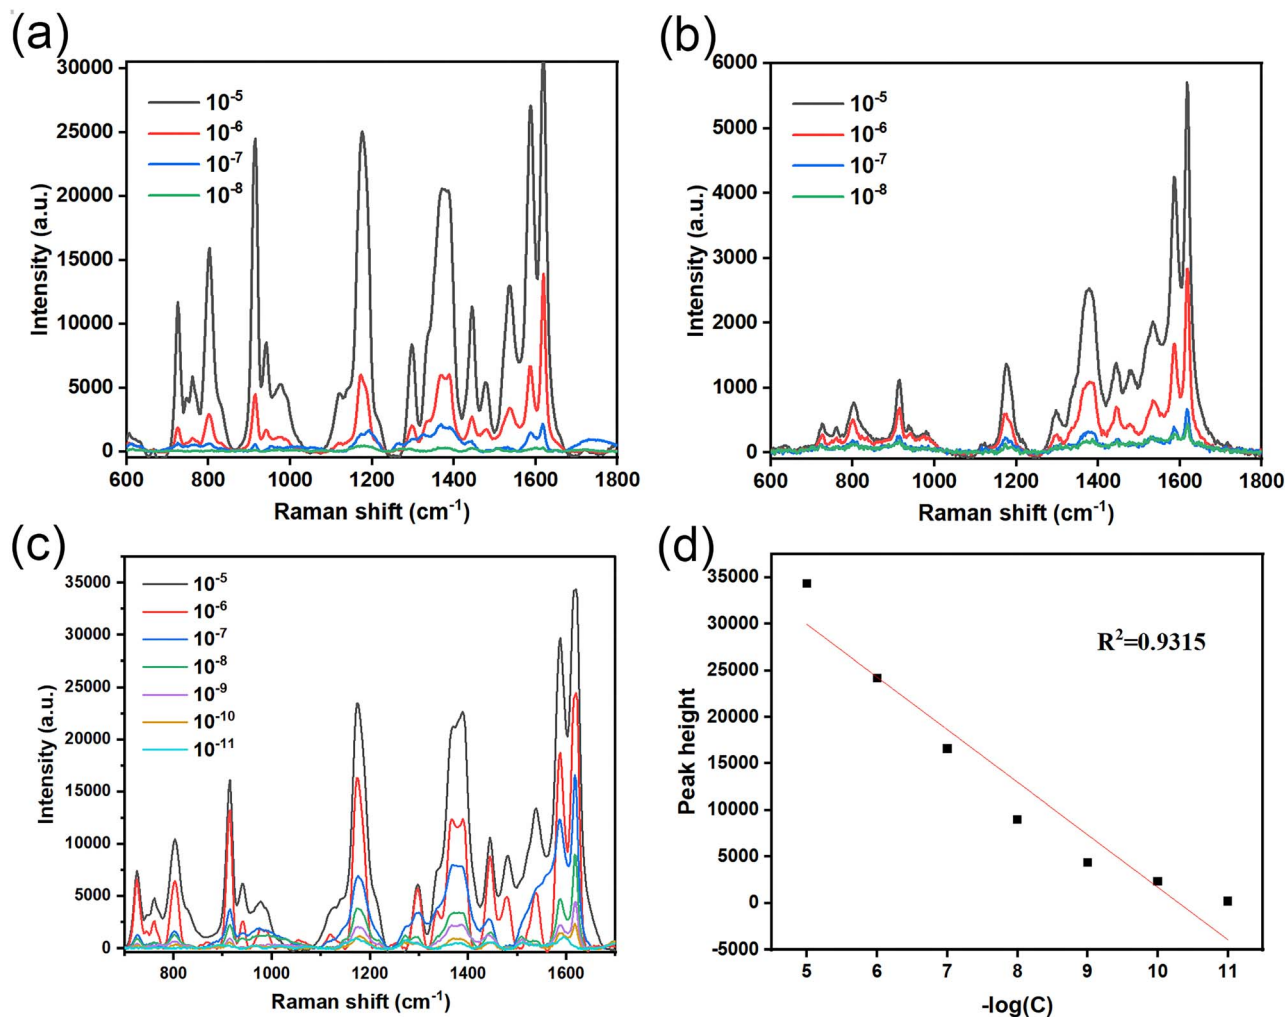 (a)
30000
25000
20000
15000
10000
5000
0
Intensity (a.u.)
10⁻⁵
10⁻⁶
10⁻⁷
10⁻⁸
600 800 1000 1200 1400 1600 1800
Raman shift (cm⁻¹)
(b)
6000
5000
4000
3000
2000
1000
0
Intensity (a.u.)
10⁻⁵
10⁻⁶
10⁻⁷
10⁻⁸
600 800 1000 1200 1400 1600 1800
Raman shift (cm⁻¹)
(c)
35000
30000
25000
20000
15000
10000
5000
0
Intensity (a.u.)
10⁻⁵
10⁻⁶
10⁻⁷
10⁻⁸
10⁻⁹
10⁻¹⁰
10⁻¹¹
800 1000 1200 1400 1600
Raman shift (cm⁻¹)
(d)
35000
30000
25000
20000
15000
10000
5000
0
-5000
Peak height
R²=0.9315
5 6 7 8 9 10 11
-log(C)